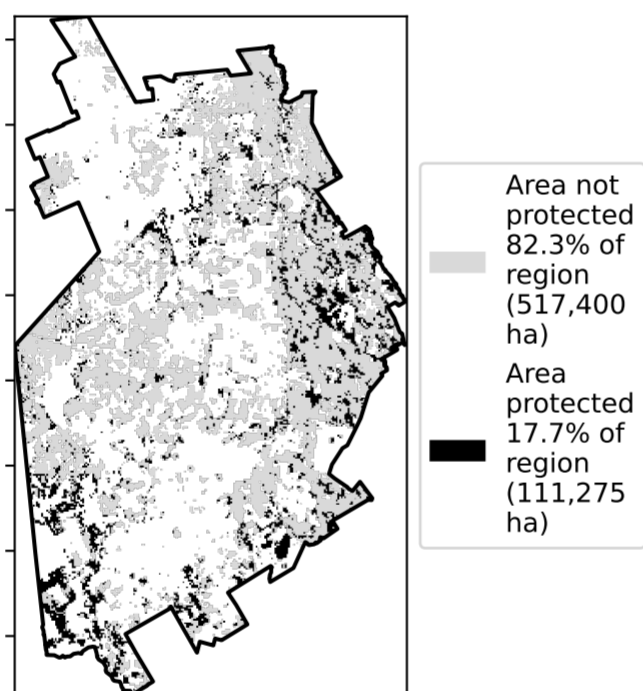 Area not
protected
82.3% of
region
(517,400
ha)
Area
protected
17.7% of
region
(111,275
ha)